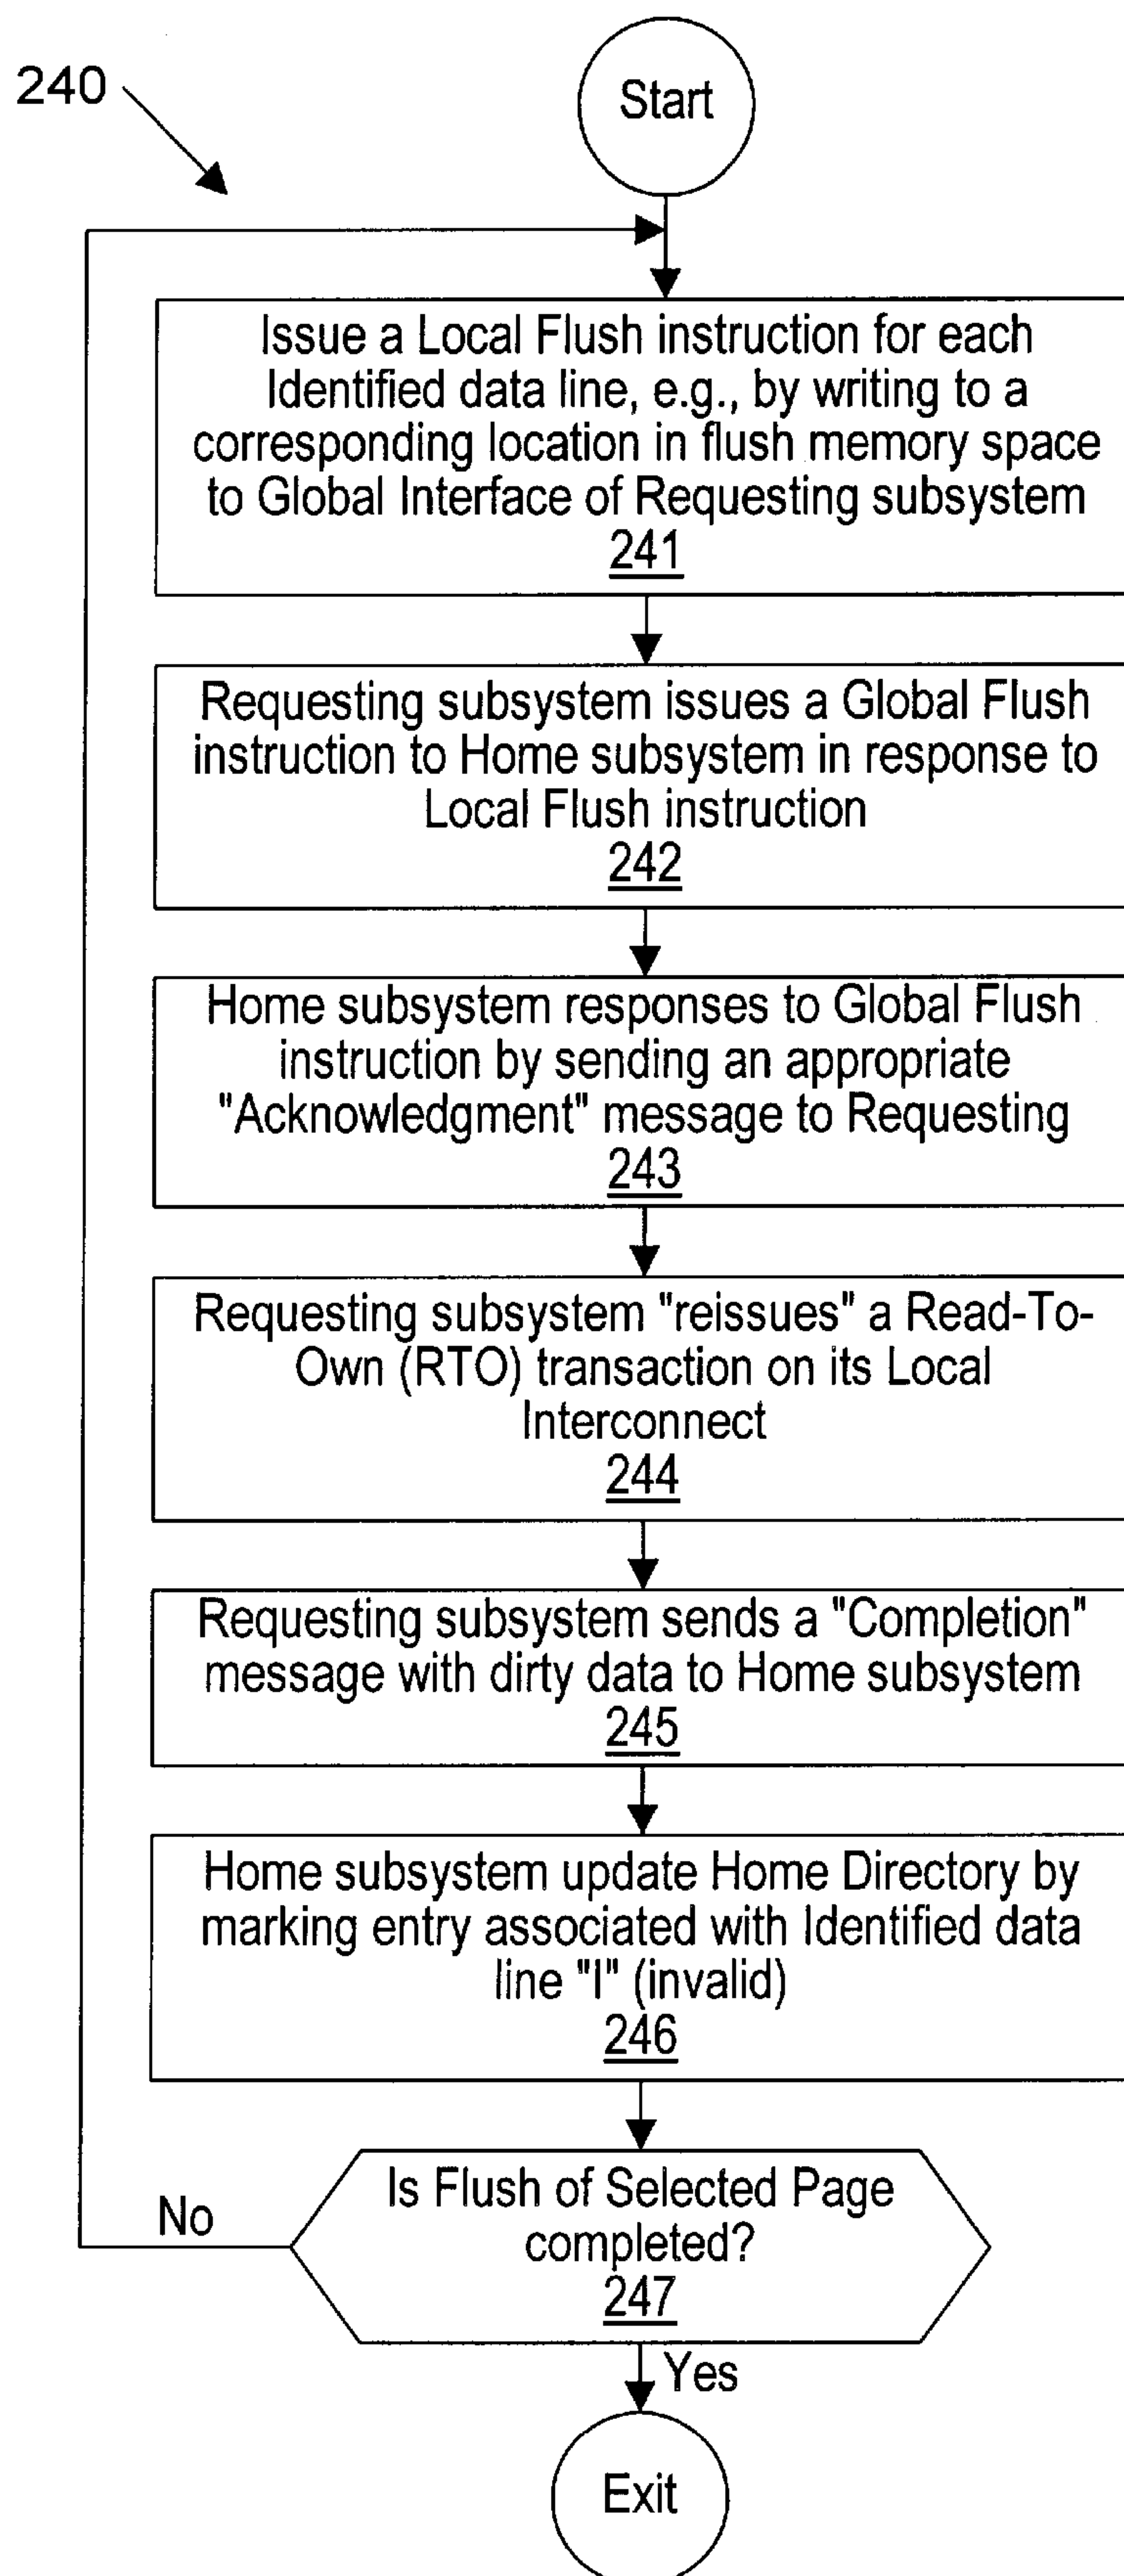 240
Start
Issue a Local Flush instruction for each
Identified data line, e.g., by writing to a
corresponding location in flush memory space
to Global Interface of Requesting subsystem
241
Requesting subsystem issues a Global Flush
instruction to Home subsystem in response to
Local Flush instruction
242
Home subsystem responses to Global Flush
instruction by sending an appropriate
"Acknowledgment" message to Requesting
243
Requesting subsystem "reissues" a Read-To-
Own (RTO) transaction on its Local
Interconnect
244
Requesting subsystem sends a "Completion"
message with dirty data to Home subsystem
245
Home subsystem update Home Directory by
marking entry associated with Identified data
line "I" (invalid)
246
Is Flush of Selected Page
completed?
247
No
Yes
Exit